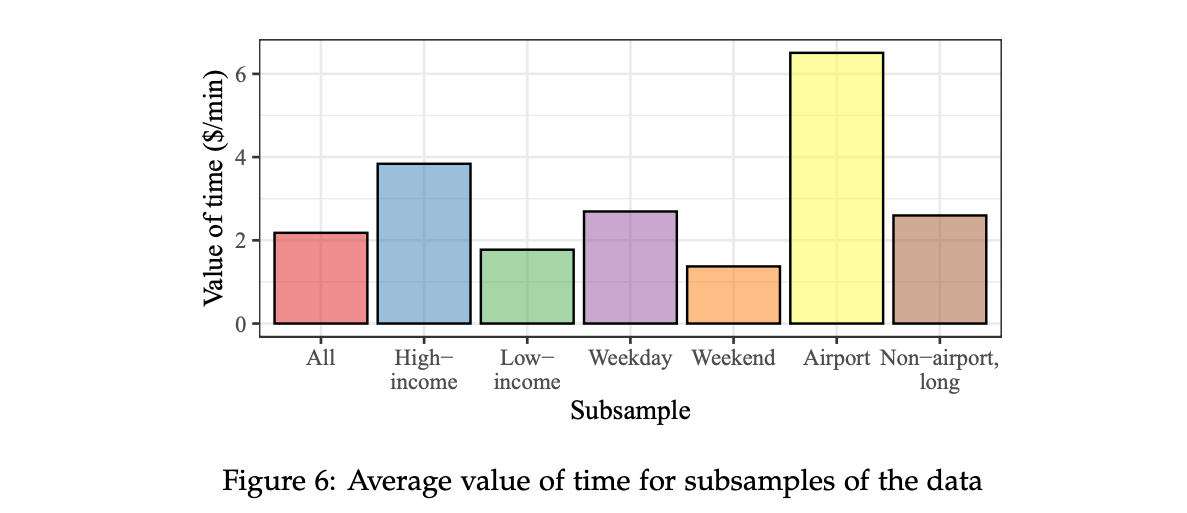 Value of time ($/min)
6
4
2
0
All
High−
income
Low−
income
Weekday
Weekend
Airport
Non−airport,
long
Subsample
Figure 6: Average value of time for subsamples of the data